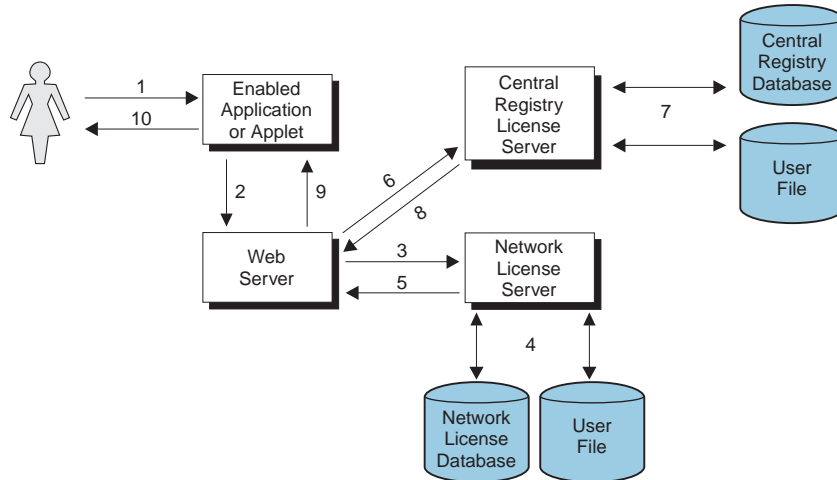 1
10
Enabled
Application
or Applet
2
9
Web
Server
6
8
3
5
Central
Registry
License
Server
7
Central
Registry
Database
User
File
Network
License
Server
4
Network
License
Database
User
File